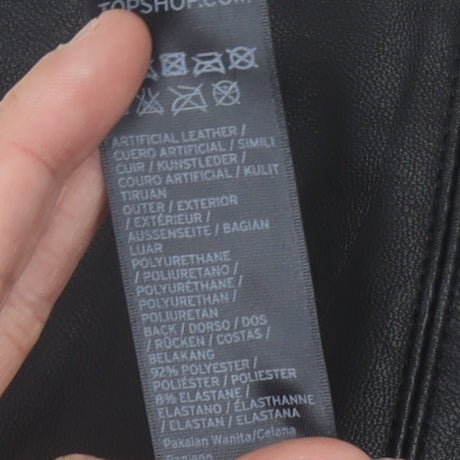 TOPSHOP.COM
ARTIFICIAL LEATHER /
CUERO ARTIFICIAL / SIMILI
CUIR / KUNSTLEDER /
COURO ARTIFICIAL / KULIT
TIRUAN
OUTER / EXTERIOR
/ EXTÉRIEUR /
AUSSENSEITE / BAGIAN
LUAR
POLYURETHANE
/ POLIURETANO /
POLYURÉTHANE /
POLYURETHAN /
POLIURETAN
BACK / DORSO / DOS
/ RÜCKEN / COSTAS /
BELAKANG
92% POLYESTER /
POLIÉSTER / POLIESTER
8% ELASTANE /
ELASTANO / ÉLASTHANNE
/ ELASTAN / ELASTANA
Pakaian Wanita/Celana